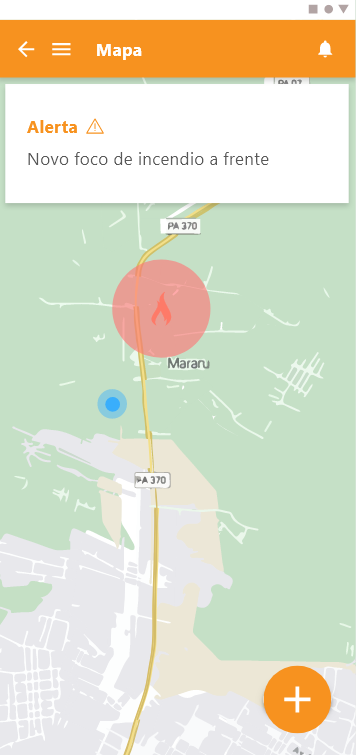 Mapa
Alerta
Novo foco de incendio a frente
PA 370
Mararu
PA 370